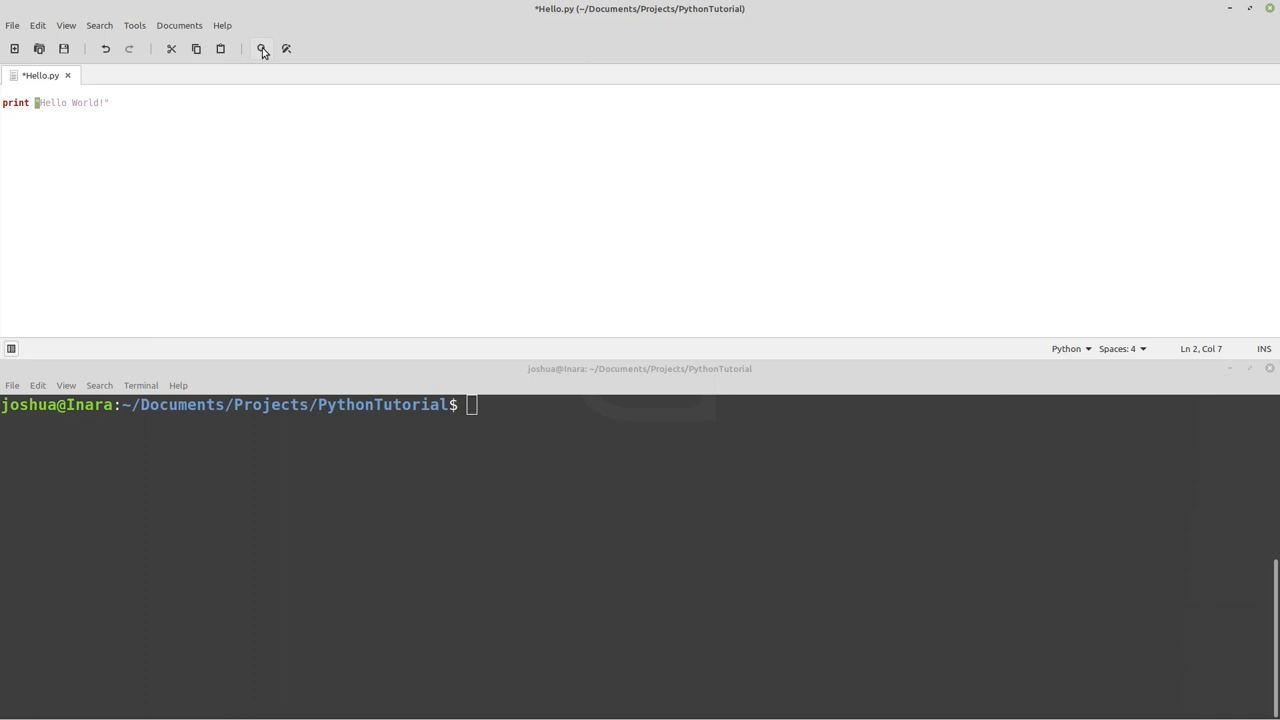 *Hello.py (~/Documents/Projects/PythonTutorial)
File Edit View Search Tools Documents Help
*Hello.py
print "Hello World!"
Python Spaces: 4 Ln 2, Col 7 INS
joshua@Inara: ~/Documents/Projects/PythonTutorial
File Edit View Search Terminal Help
joshua@Inara:~/Documents/Projects/PythonTutorial$